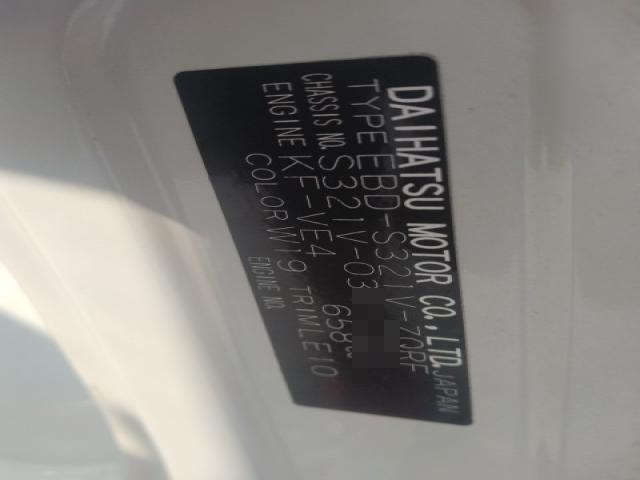 DAIHATSU MOTOR CO.,LTD. JAPAN
TYPE EBD-S321V-ZQRF
CHASSIS NO. S321V-03
ENGINE KF-VE4 658
COLOR W19 TRIM LE10
ENGINE NO.